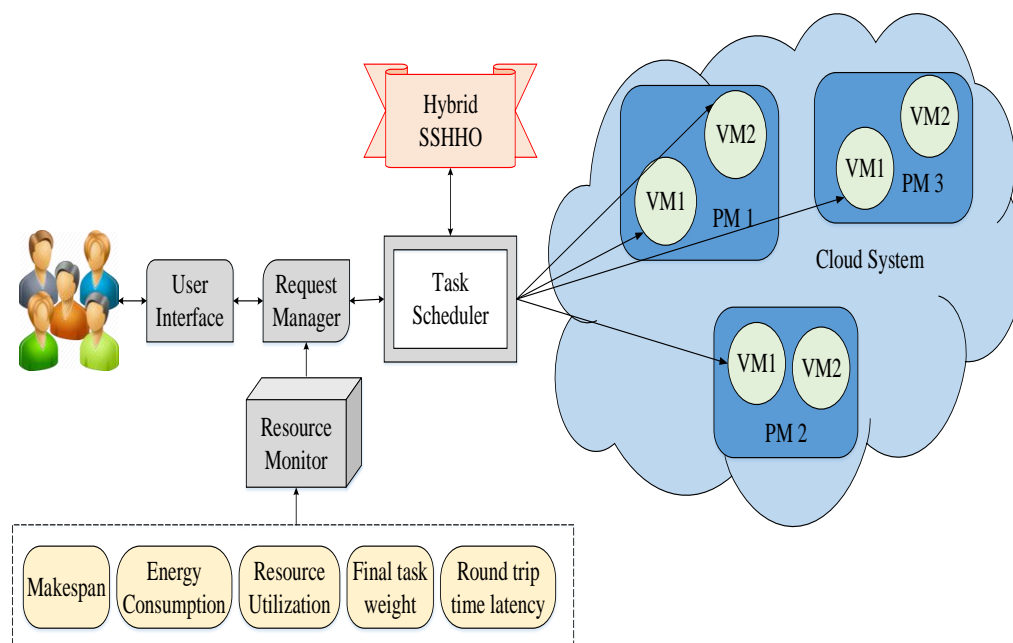 Hybrid
SSHHO
VM2
VM1
PM 1
VM2
VM1
PM 3
Cloud System
User
Interface
Request
Manager
Task
Scheduler
VM1
VM2
PM 2
Resource
Monitor
Makespan
Energy
Consumption
Resource
Utilization
Final task
weight
Round trip
time latency